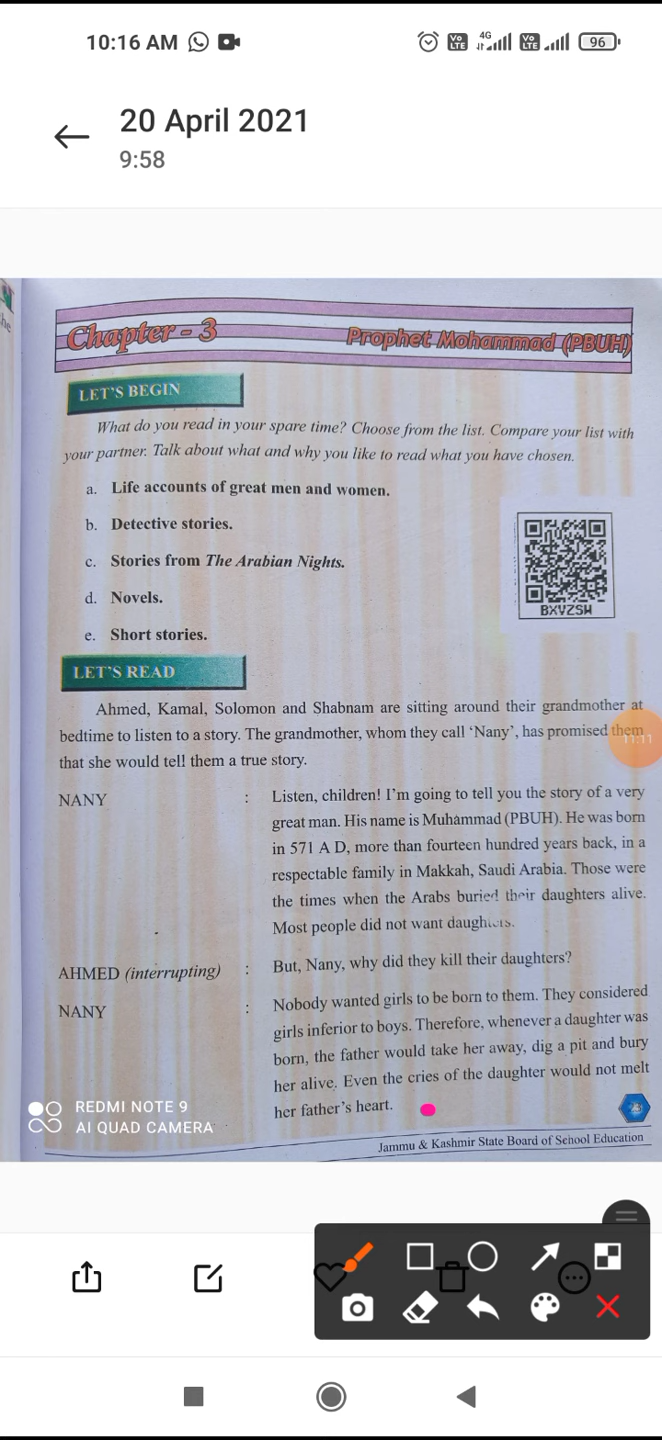 10:16 AM
Vo LTE 4G Vo LTE 96
20 April 2021
9:58
he
Chapter - 3 Prophet Mohammad (PBUH)
LET'S BEGIN
What do you read in your spare time? Choose from the list. Compare your list with
your partner. Talk about what and why you like to read what you have chosen.
a. Life accounts of great men and women.
b. Detective stories.
c. Stories from The Arabian Nights.
d. Novels.
e. Short stories.
BXVZSW
LET'S READ
Ahmed, Kamal, Solomon and Shabnam are sitting around their grandmother at
bedtime to listen to a story. The grandmother, whom they call 'Nany', has promised them
11:11
that she would tell them a true story.
NANY : Listen, children! I'm going to tell you the story of a very
great man. His name is Muhammad (PBUH). He was born
in 571 A D, more than fourteen hundred years back, in a
respectable family in Makkah, Saudi Arabia. Those were
the times when the Arabs buried their daughters alive.
Most people did not want daughters.
AHMED (interrupting) : But, Nany, why did they kill their daughters?
NANY : Nobody wanted girls to be born to them. They considered
girls inferior to boys. Therefore, whenever a daughter was
born, the father would take her away, dig a pit and bury
her alive. Even the cries of the daughter would not melt
her father's heart.
23
REDMI NOTE 9
AI QUAD CAMERA
Jammu & Kashmir State Board of School Education